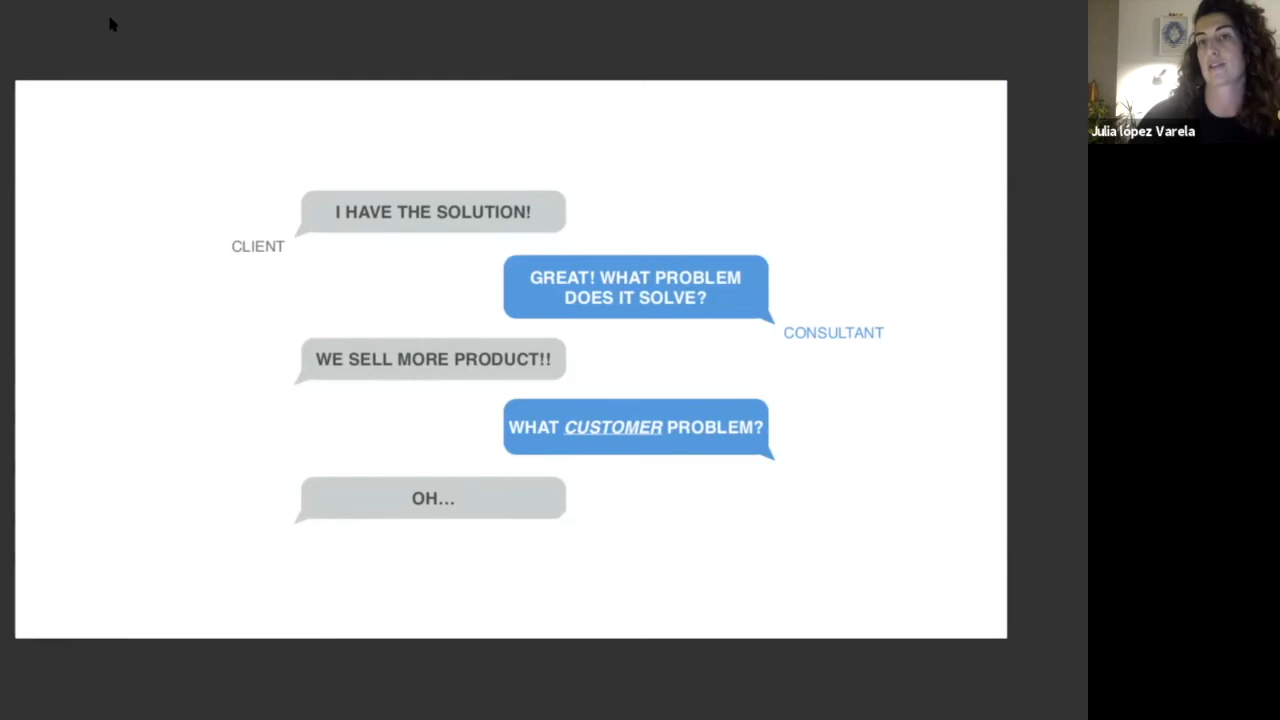 I HAVE THE SOLUTION!
CLIENT
GREAT! WHAT PROBLEM
DOES IT SOLVE?
CONSULTANT
WE SELL MORE PRODUCT!!
WHAT CUSTOMER PROBLEM?
OH...
Julia lópez Varela